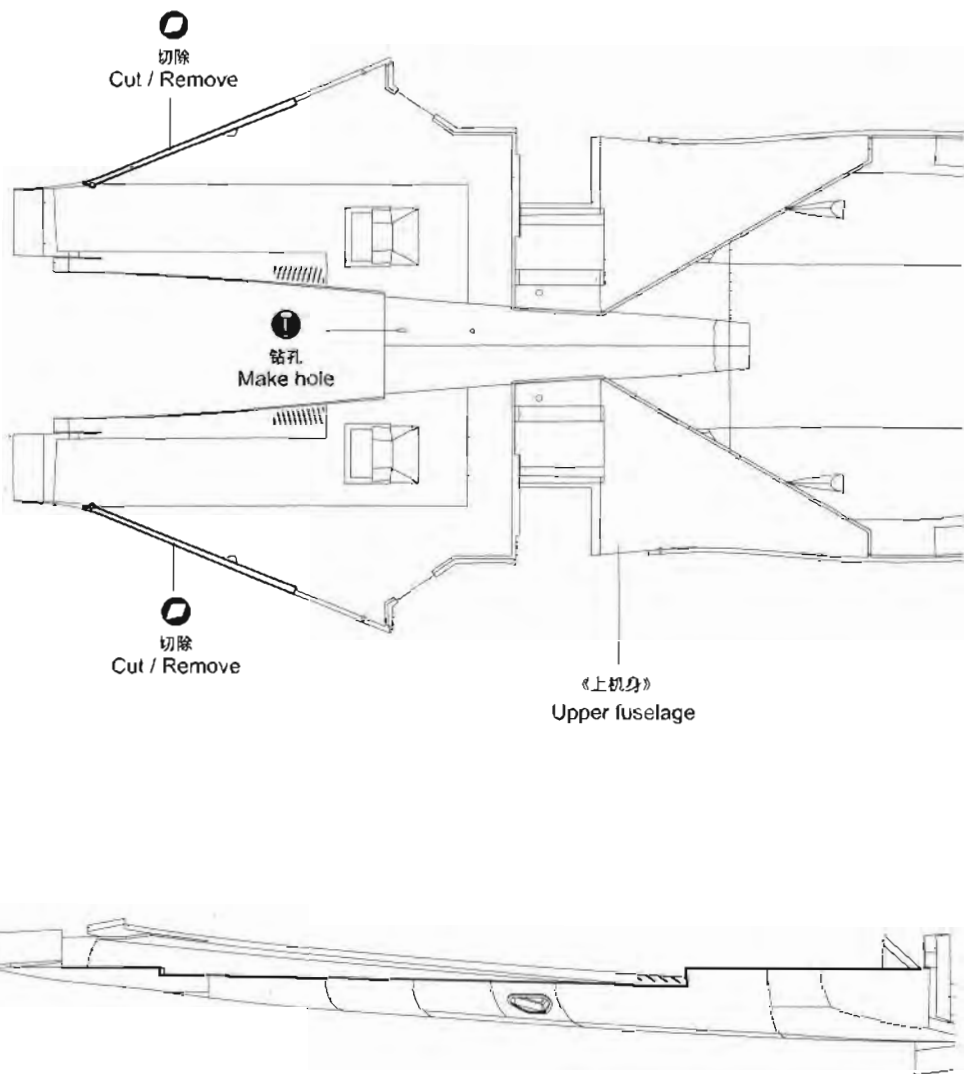 切除
Cut / Remove
钻孔
Make hole
切除
Cut / Remove
《上机身》
Upper fuselage